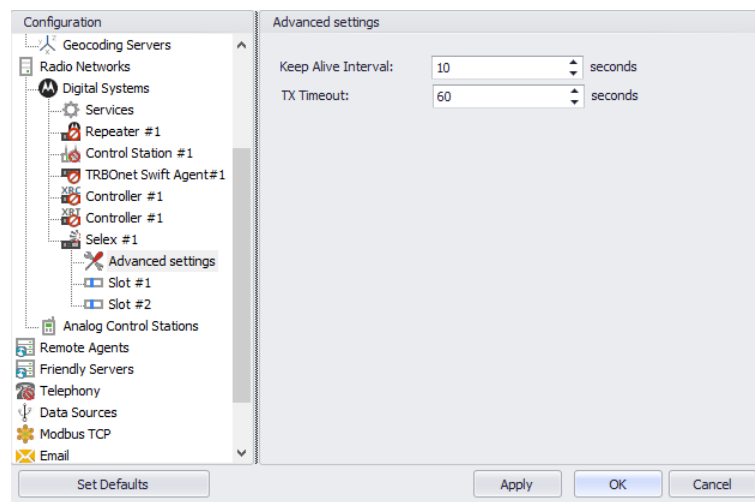 Configuration
Geocoding Servers
Radio Networks
Digital Systems
Services
Repeater #1
Control Station #1
TRBOnet Swift Agent#1
XRC Controller #1
XRT Controller #1
Selex #1
Advanced settings
Slot #1
Slot #2
Analog Control Stations
Remote Agents
Friendly Servers
Telephony
Data Sources
Modbus TCP
Email
Advanced settings
Keep Alive Interval: 10 seconds
TX Timeout: 60 seconds
Set Defaults Apply OK Cancel